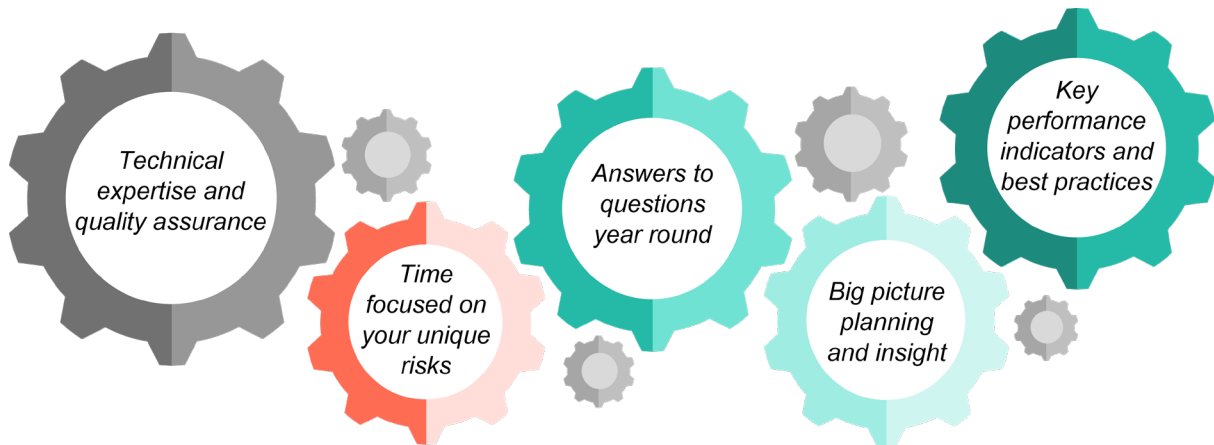 Technical
expertise and
quality assurance
Time
focused on
your unique
risks
Answers to
questions
year round
Big picture
planning
and insight
Key
performance
indicators and
best practices